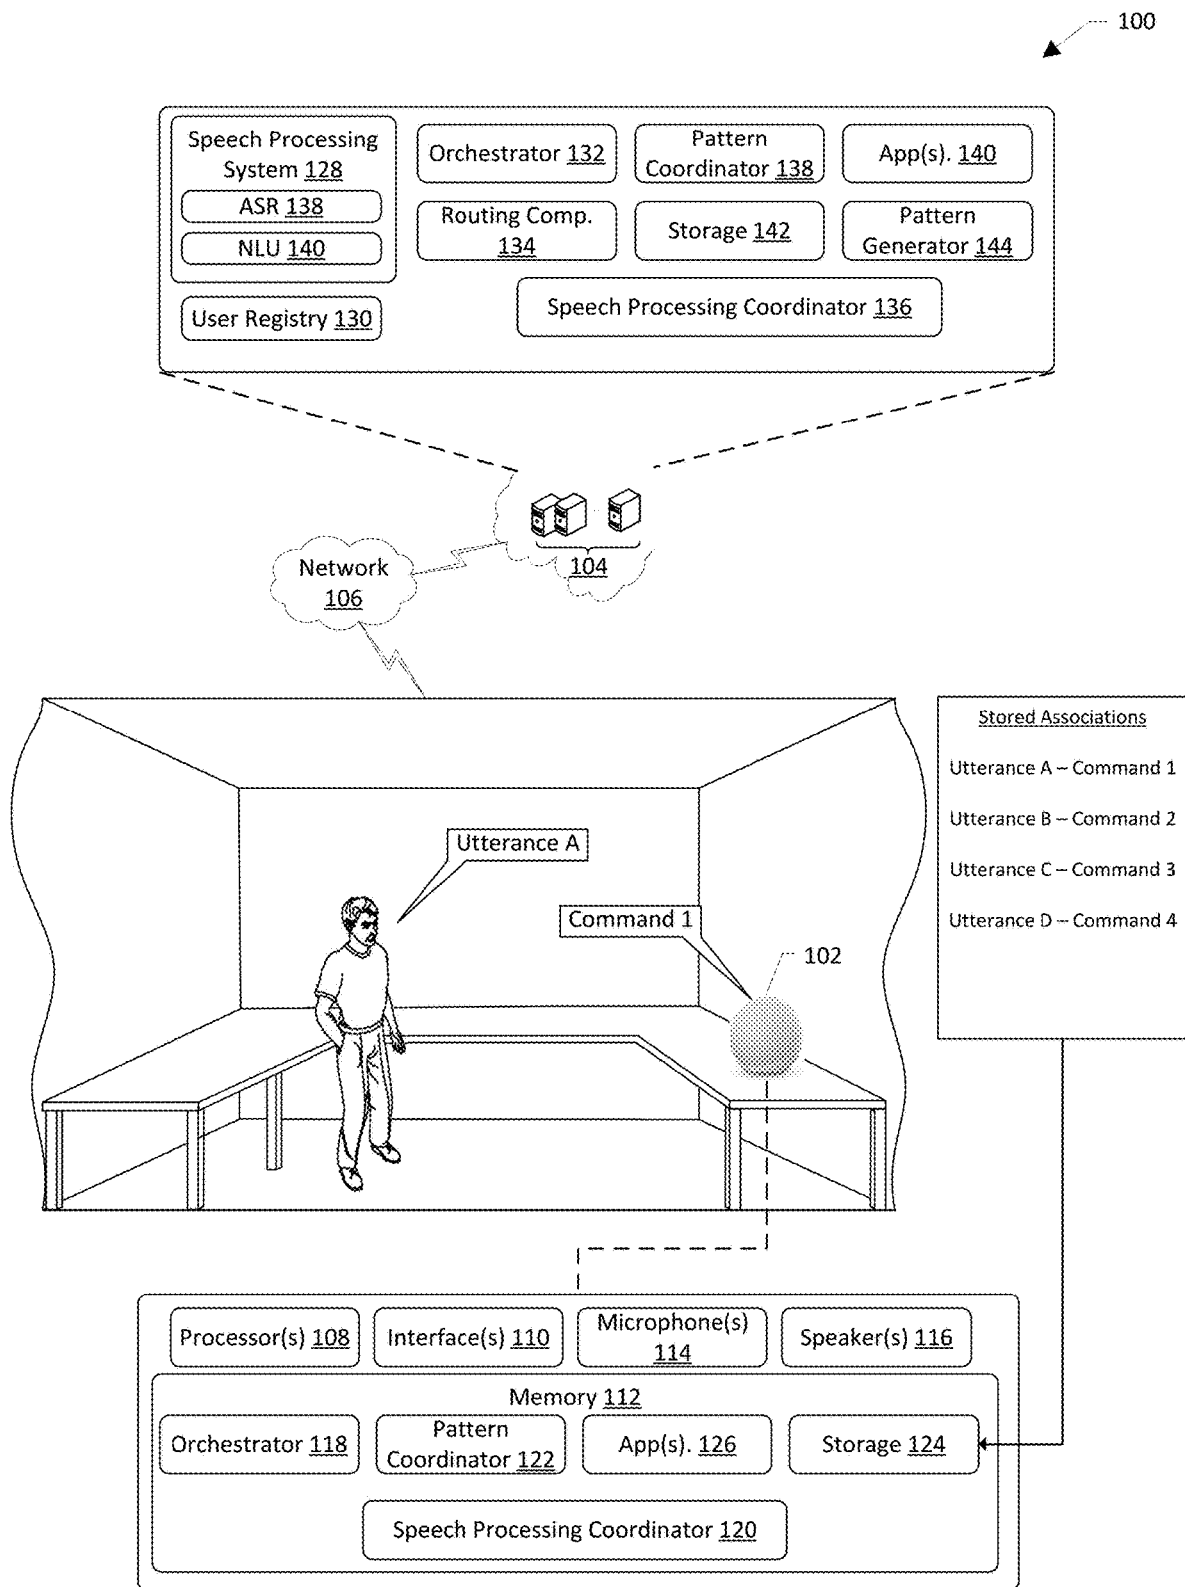 100
Speech Processing
System 128
ASR 138
NLU 140
User Registry 130
Orchestrator 132
Pattern
Coordinator 138
App(s). 140
Routing Comp.
134
Storage 142
Pattern
Generator 144
Speech Processing Coordinator 136
104
Network
106
Stored Associations
Utterance A – Command 1
Utterance B – Command 2
Utterance C – Command 3
Utterance D – Command 4
Utterance A
Command 1
102
Processor(s) 108
Interface(s) 110
Microphone(s)
114
Speaker(s) 116
Memory 112
Orchestrator 118
Pattern
Coordinator 122
App(s). 126
Storage 124
Speech Processing Coordinator 120